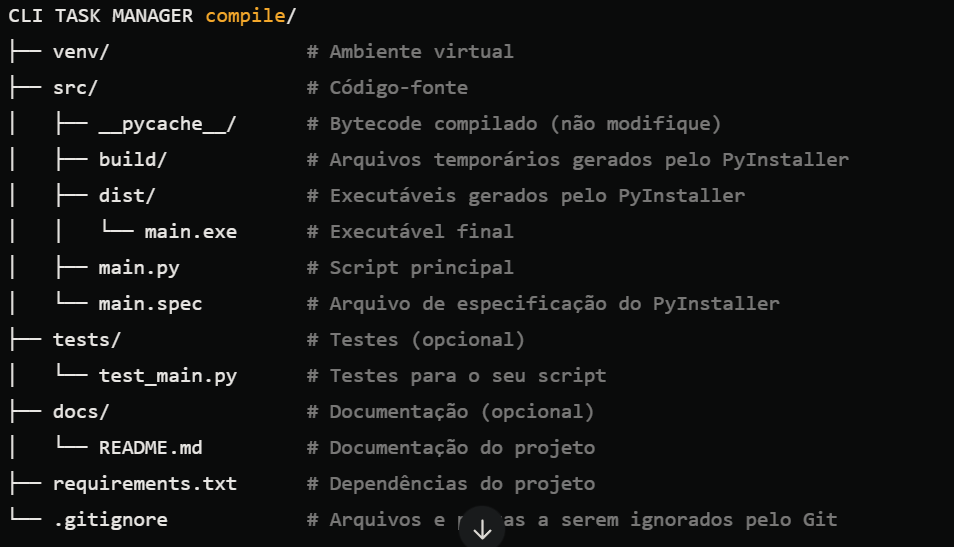 CLI TASK MANAGER compile/
├── venv/                 # Ambiente virtual
├── src/                  # Código-fonte
│   ├── __pycache__/      # Bytecode compilado (não modifique)
│   ├── build/            # Arquivos temporários gerados pelo PyInstaller
│   ├── dist/             # Executáveis gerados pelo PyInstaller
│   │   └── main.exe      # Executável final
│   ├── main.py           # Script principal
│   └── main.spec         # Arquivo de especificação do PyInstaller
├── tests/                # Testes (opcional)
│   └── test_main.py      # Testes para o seu script
├── docs/                 # Documentação (opcional)
│   └── README.md         # Documentação do projeto
├── requirements.txt      # Dependências do projeto
└── .gitignore            # Arquivos e a serem ignorados pelo Git